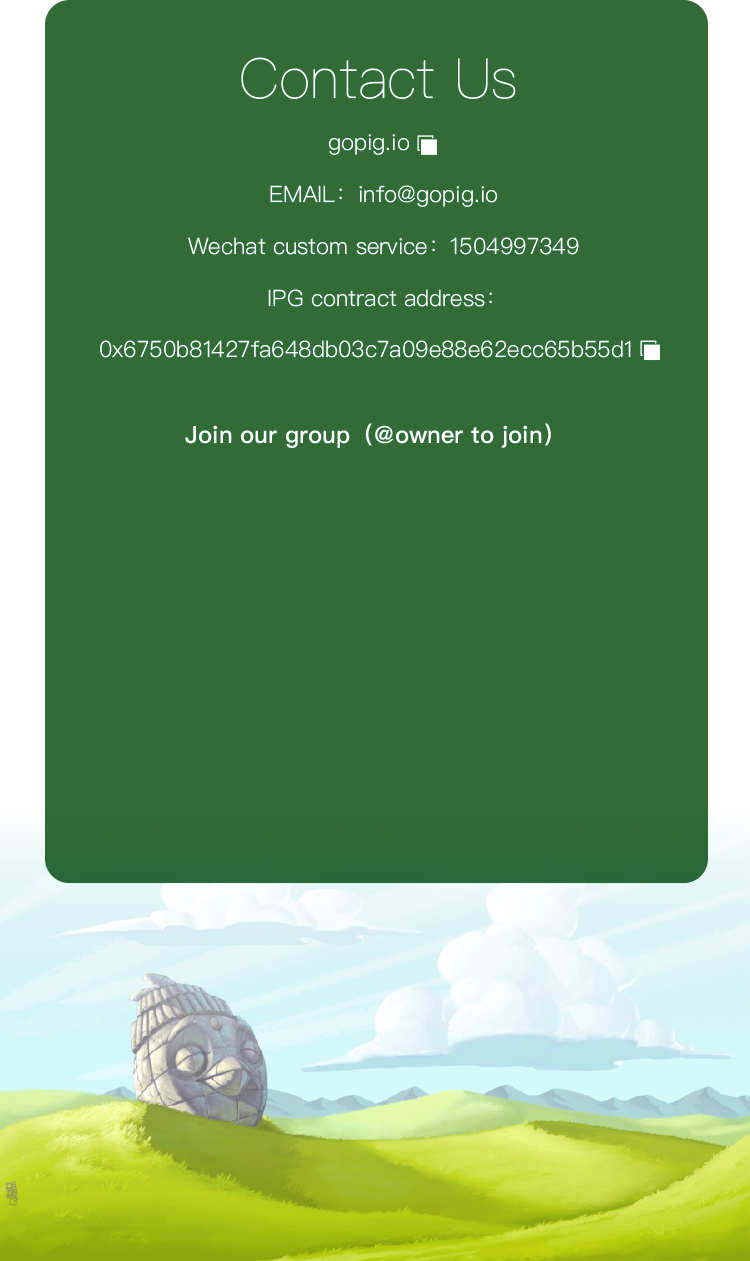 Contact Us
gopig.io
EMAIL：info@gopig.io
Wechat custom service：1504997349
IPG contract address：
0x6750b81427fa648db03c7a09e88e62ecc65b55d1
Join our group（@owner to join）